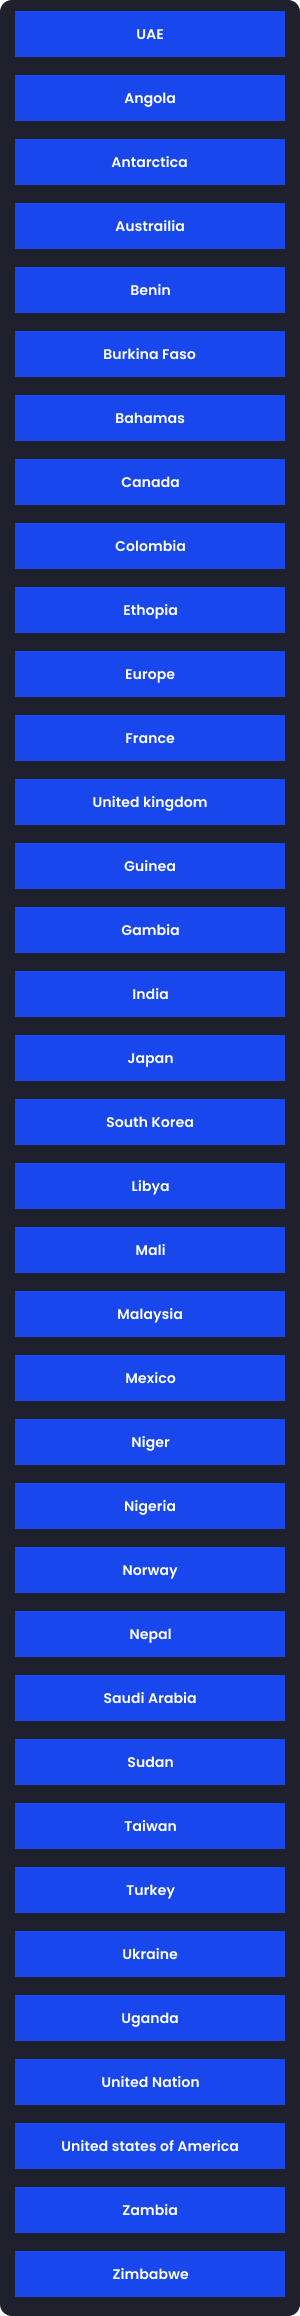 UAE
Angola
Antarctica
Austrailia
Benin
Burkina Faso
Bahamas
Canada
Colombia
Ethopia
Europe
France
United kingdom
Guinea
Gambia
India
Japan
South Korea
Libya
Mali
Malaysia
Mexico
Niger
Nigeria
Norway
Nepal
Saudi Arabia
Sudan
Taiwan
Turkey
Ukraine
Uganda
United Nation
United states of America
Zambia
Zimbabwe